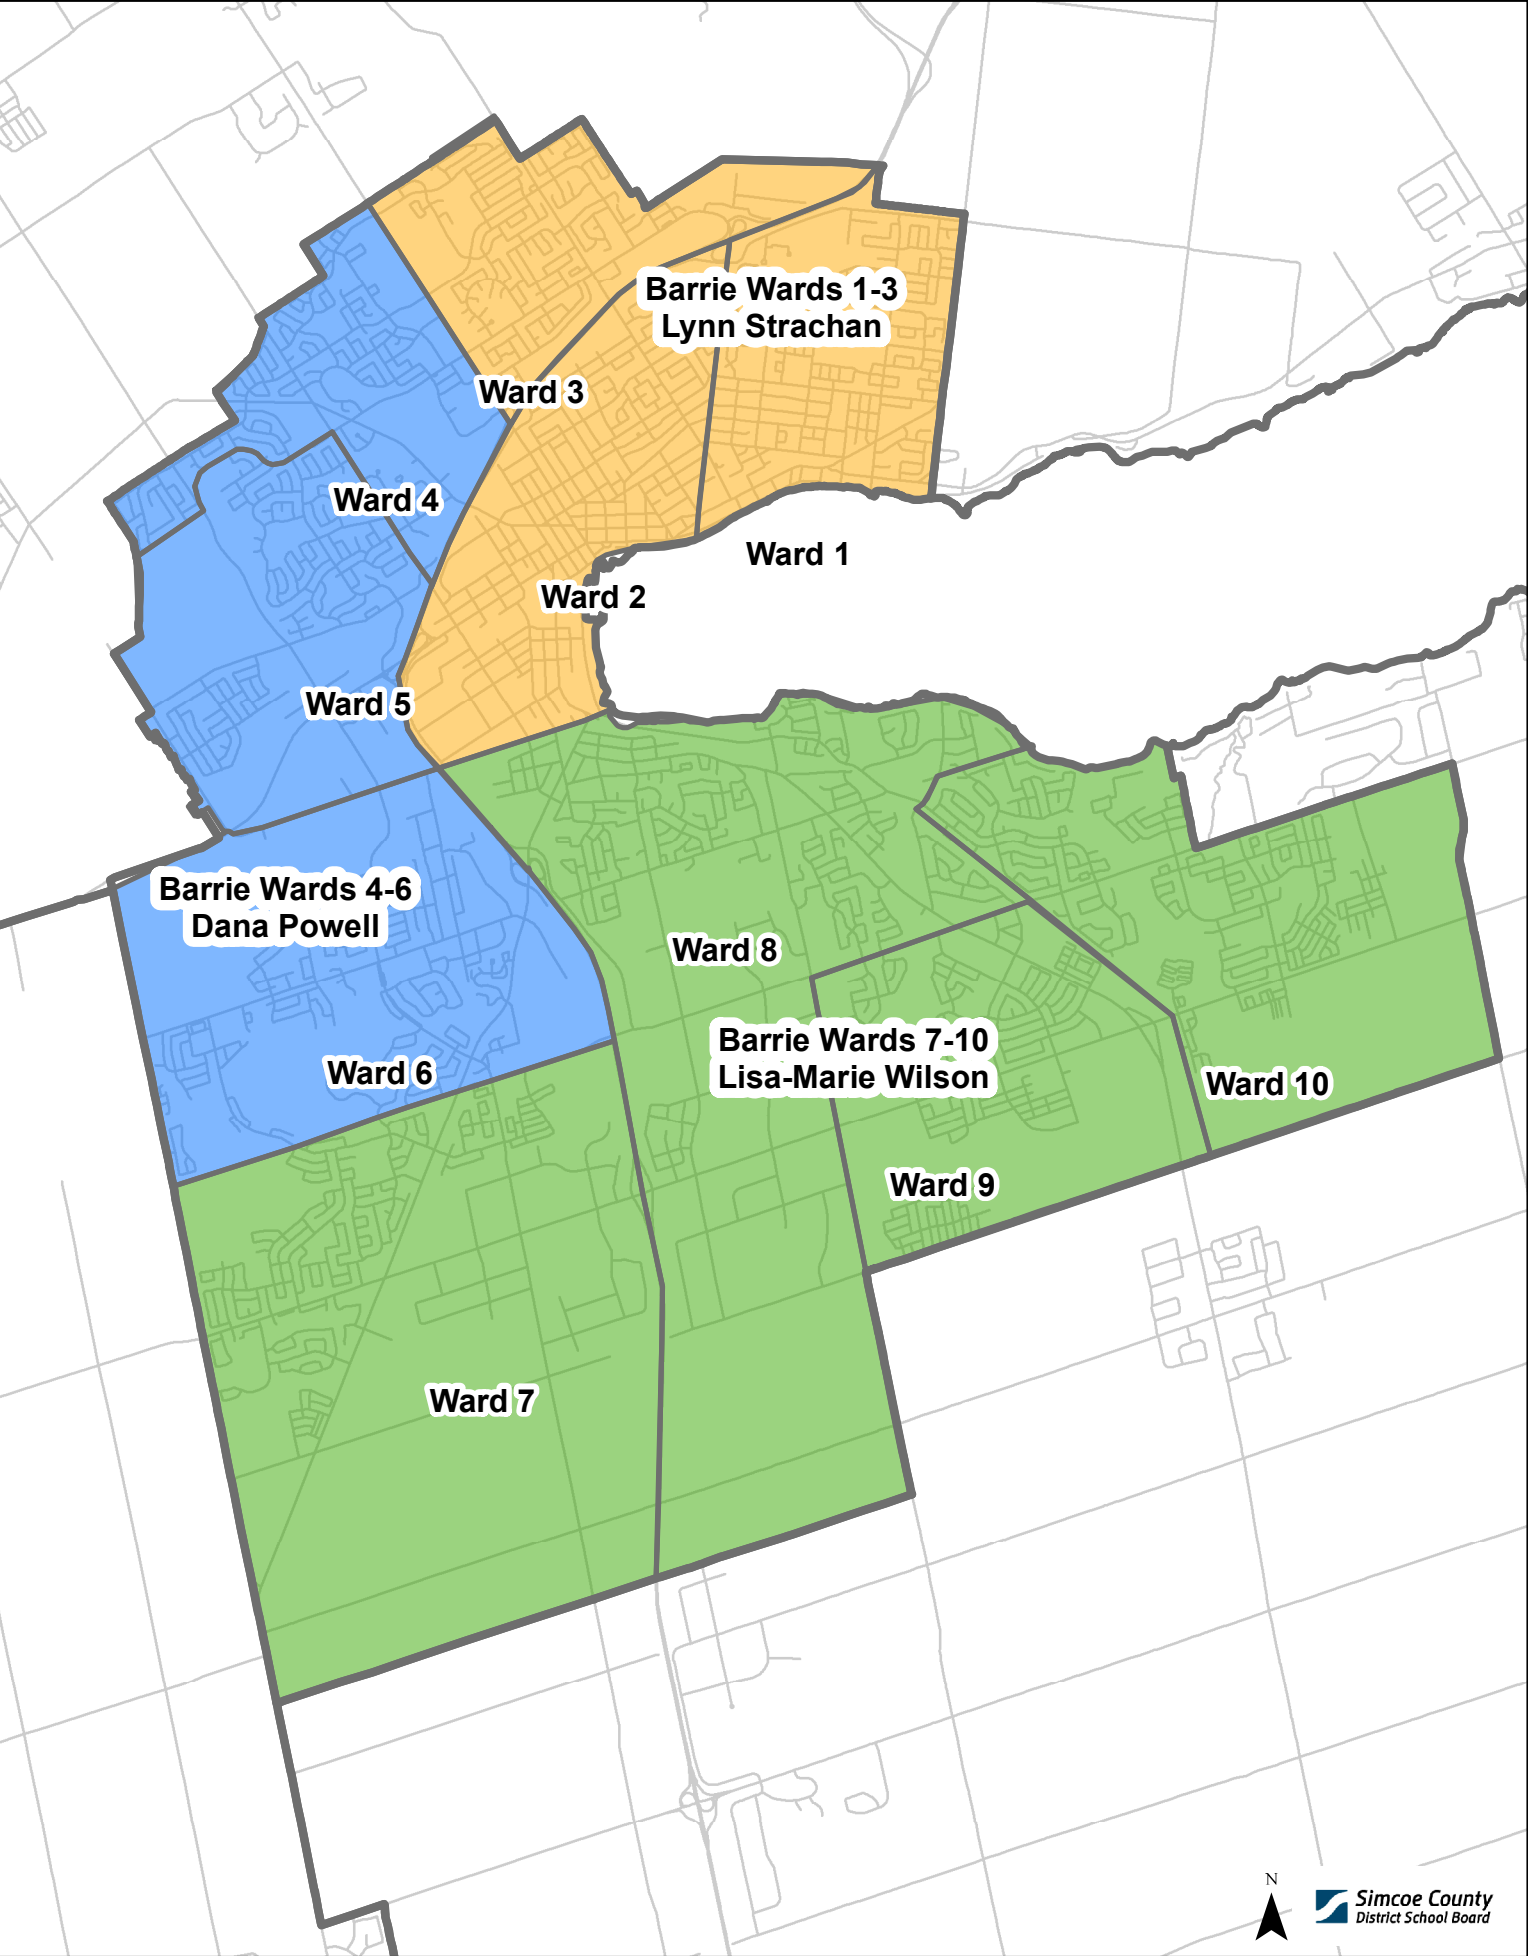 Barrie Wards 1-3
Lynn Strachan
Ward 3
Ward 4
Ward 1
Ward 2
Ward 5
Barrie Wards 4-6
Dana Powell
Ward 8
Barrie Wards 7-10
Lisa-Marie Wilson
Ward 6
Ward 10
Ward 9
Ward 7
N
Simcoe County
District School Board